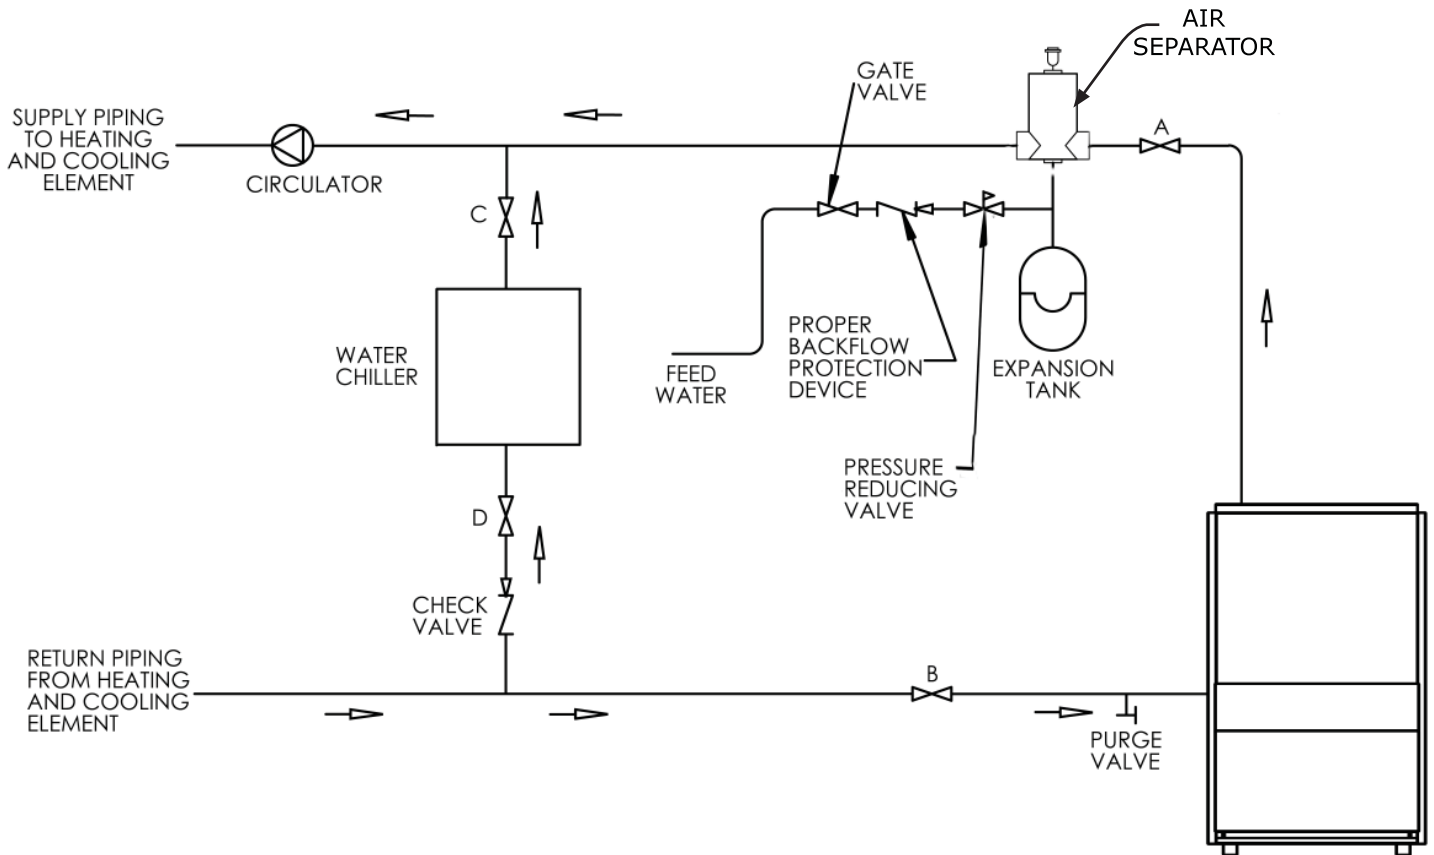 AIR
SEPARATOR
GATE
VALVE
SUPPLY PIPING
TO HEATING
AND COOLING
ELEMENT
A
CIRCULATOR
C
PROPER
BACKFLOW
PROTECTION
DEVICE
WATER
CHILLER
FEED
WATER
EXPANSION
TANK
PRESSURE
REDUCING
VALVE
D
CHECK
VALVE
RETURN PIPING
FROM HEATING
AND COOLING
ELEMENT
B
PURGE
VALVE